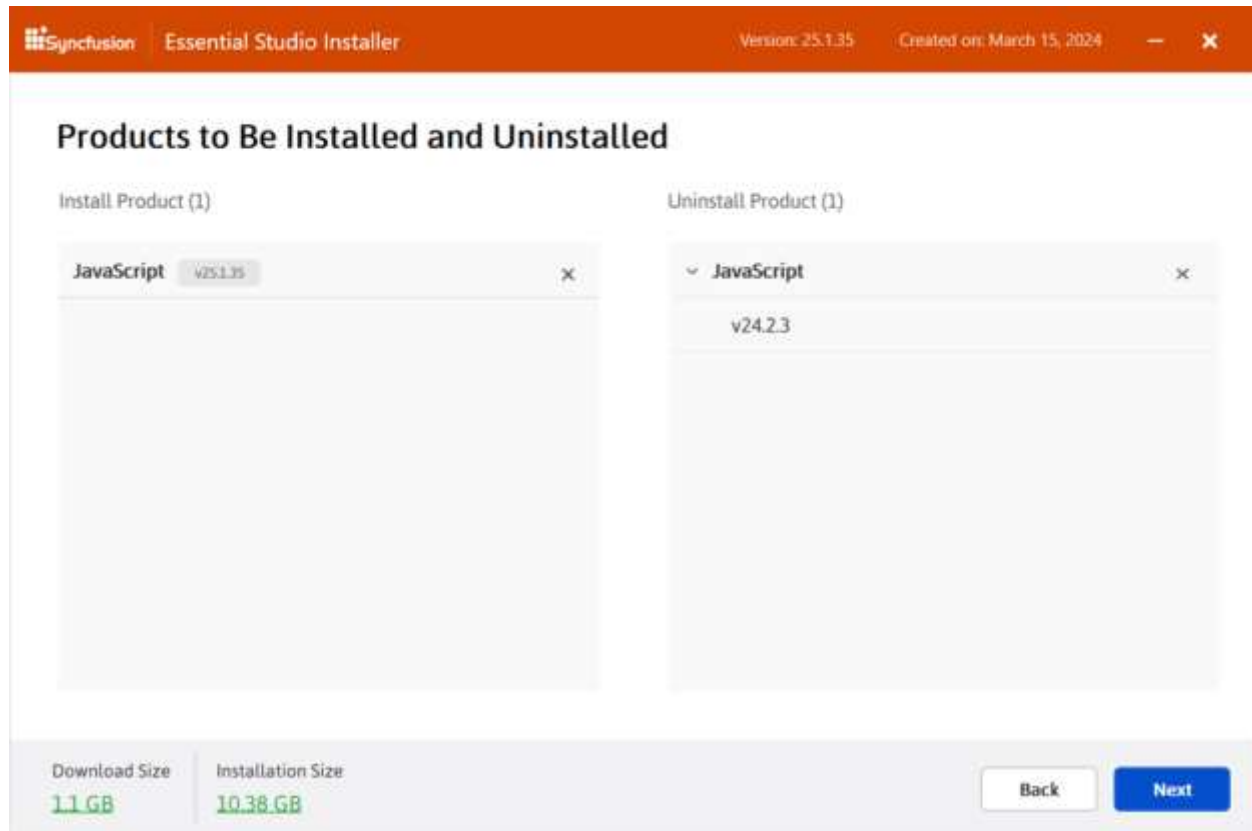 Syncfusion Essential Studio Installer Version: 25.1.35 Created on: March 15, 2024
Products to Be Installed and Uninstalled
Install Product (1) Uninstall Product (1)
JavaScript v25.1.35 JavaScript
v24.2.3
Download Size Installation Size
1.1 GB 10.38 GB
Back Next